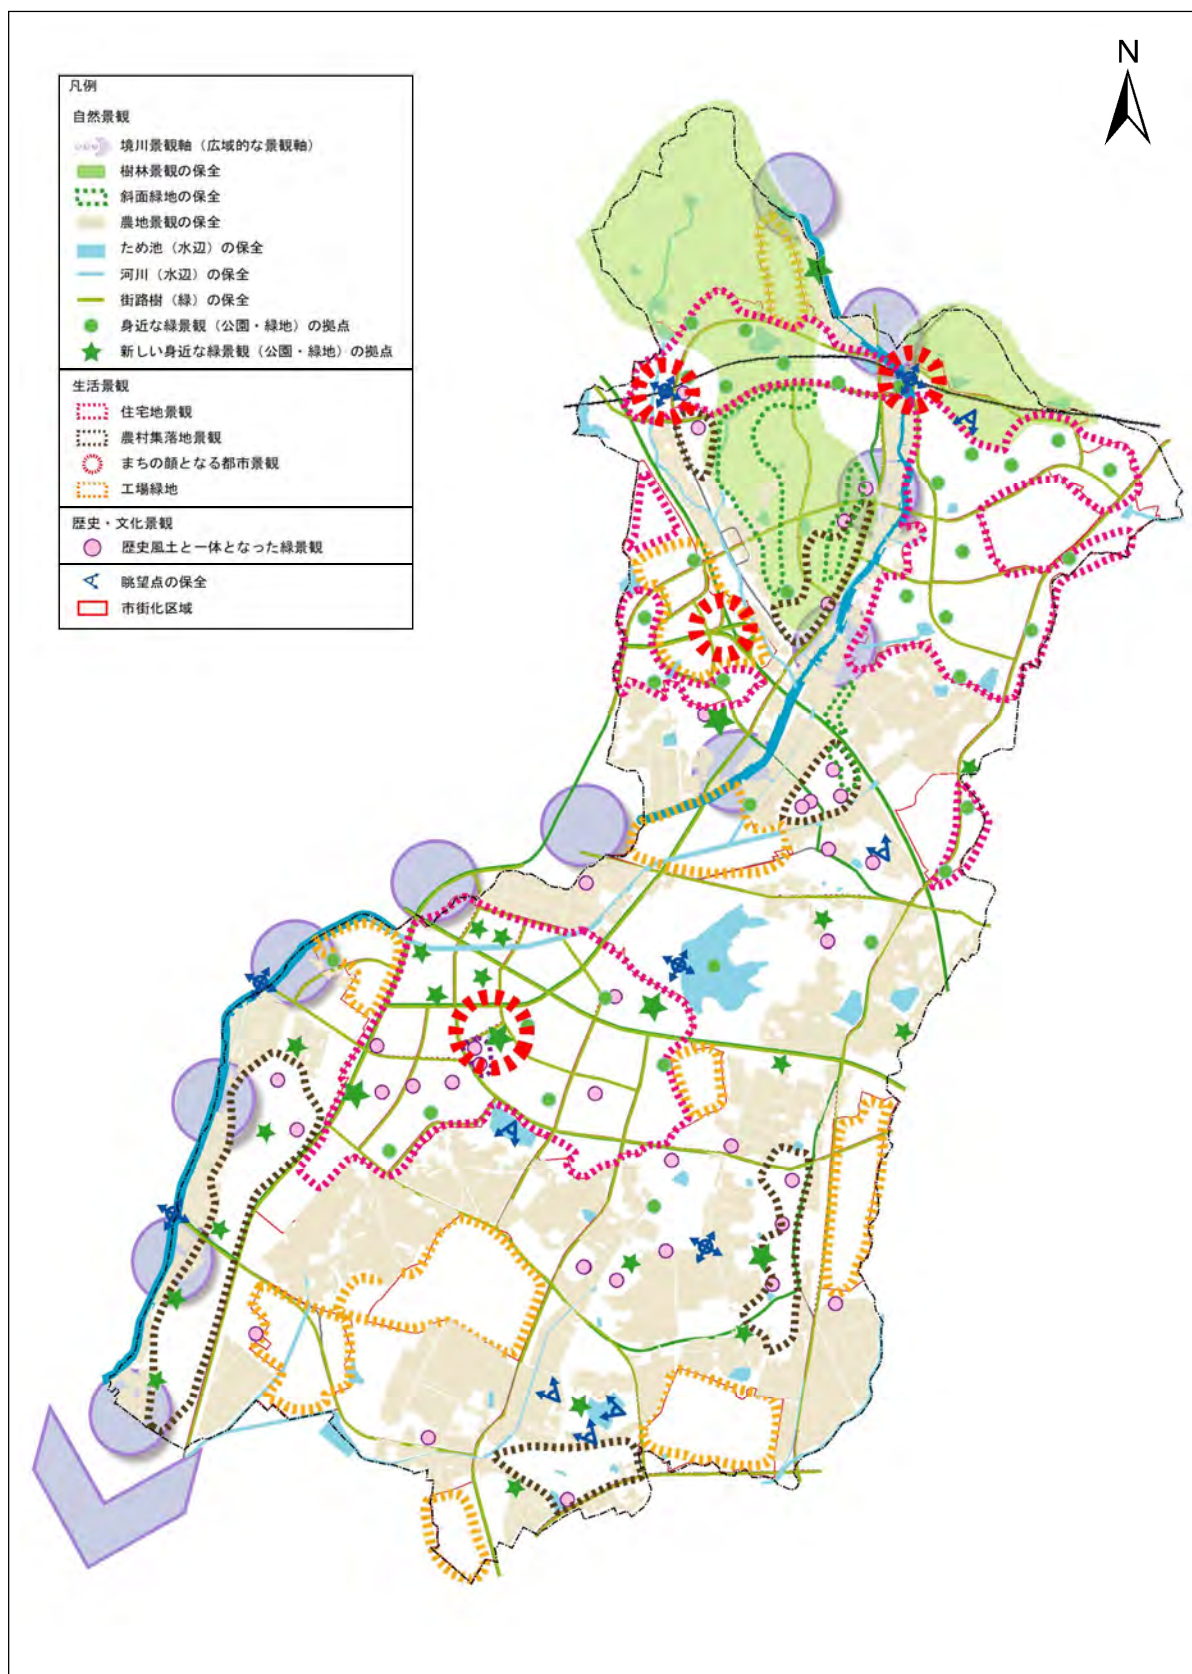 N
凡例
自然景観
境川景観軸（広域的な景観軸）
樹林景観の保全
斜面緑地の保全
農地景観の保全
ため池（水辺）の保全
河川（水辺）の保全
街路樹（緑）の保全
身近な緑景観（公園・緑地）の拠点
新しい身近な緑景観（公園・緑地）の拠点
生活景観
住宅地景観
農村集落地景観
まちの顔となる都市景観
工場緑地
歴史・文化景観
歴史風土と一体となった緑景観
眺望点の保全
市街化区域